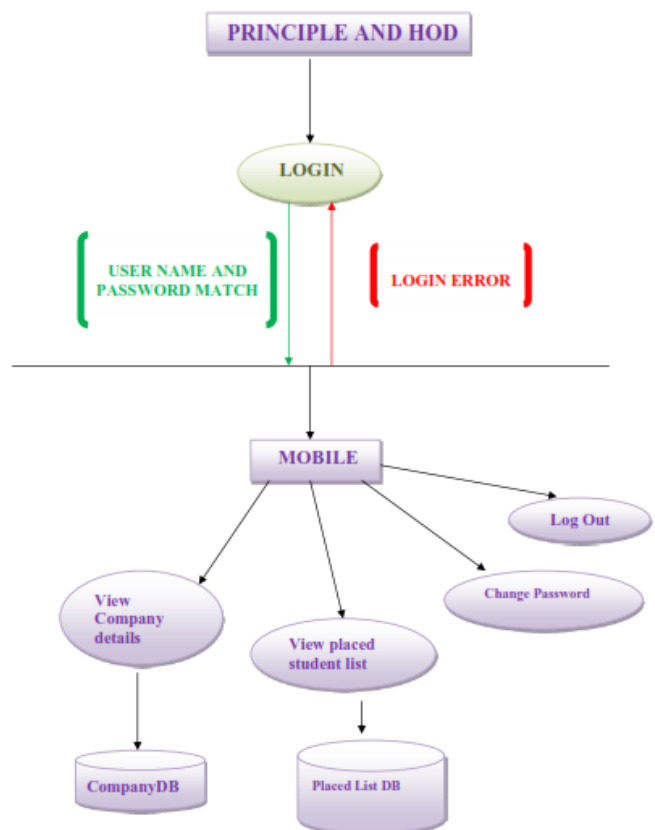 PRINCIPLE AND HOD
LOGIN
USER NAME AND
PASSWORD MATCH
LOGIN ERROR
MOBILE
Log Out
Change Password
View
Company
details
View placed
student list
CompanyDB
Placed List DB